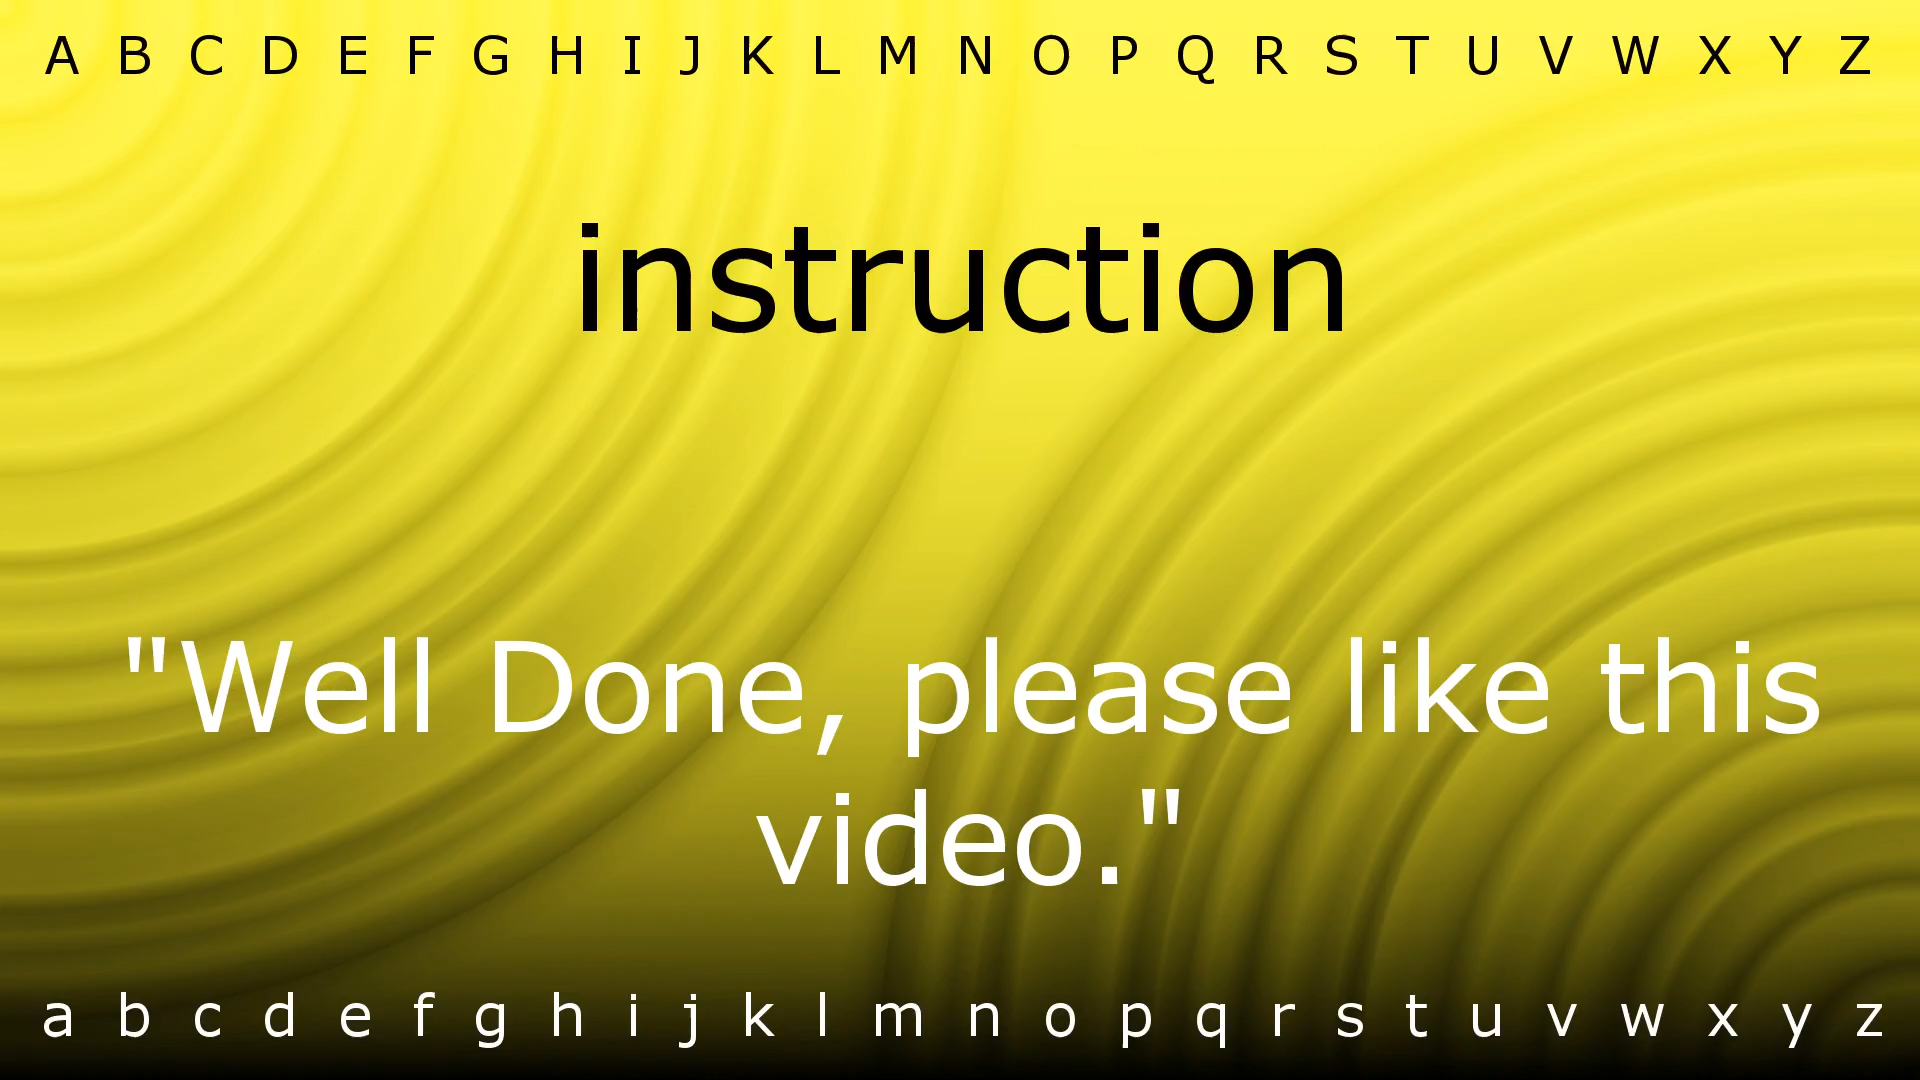 A B C D E F G H I J K L M N O P Q R S T U V W X Y Z
instruction
"Well Done, please like this
video."
a b c d e f g h i j k l m n o p q r s t u v w x y z